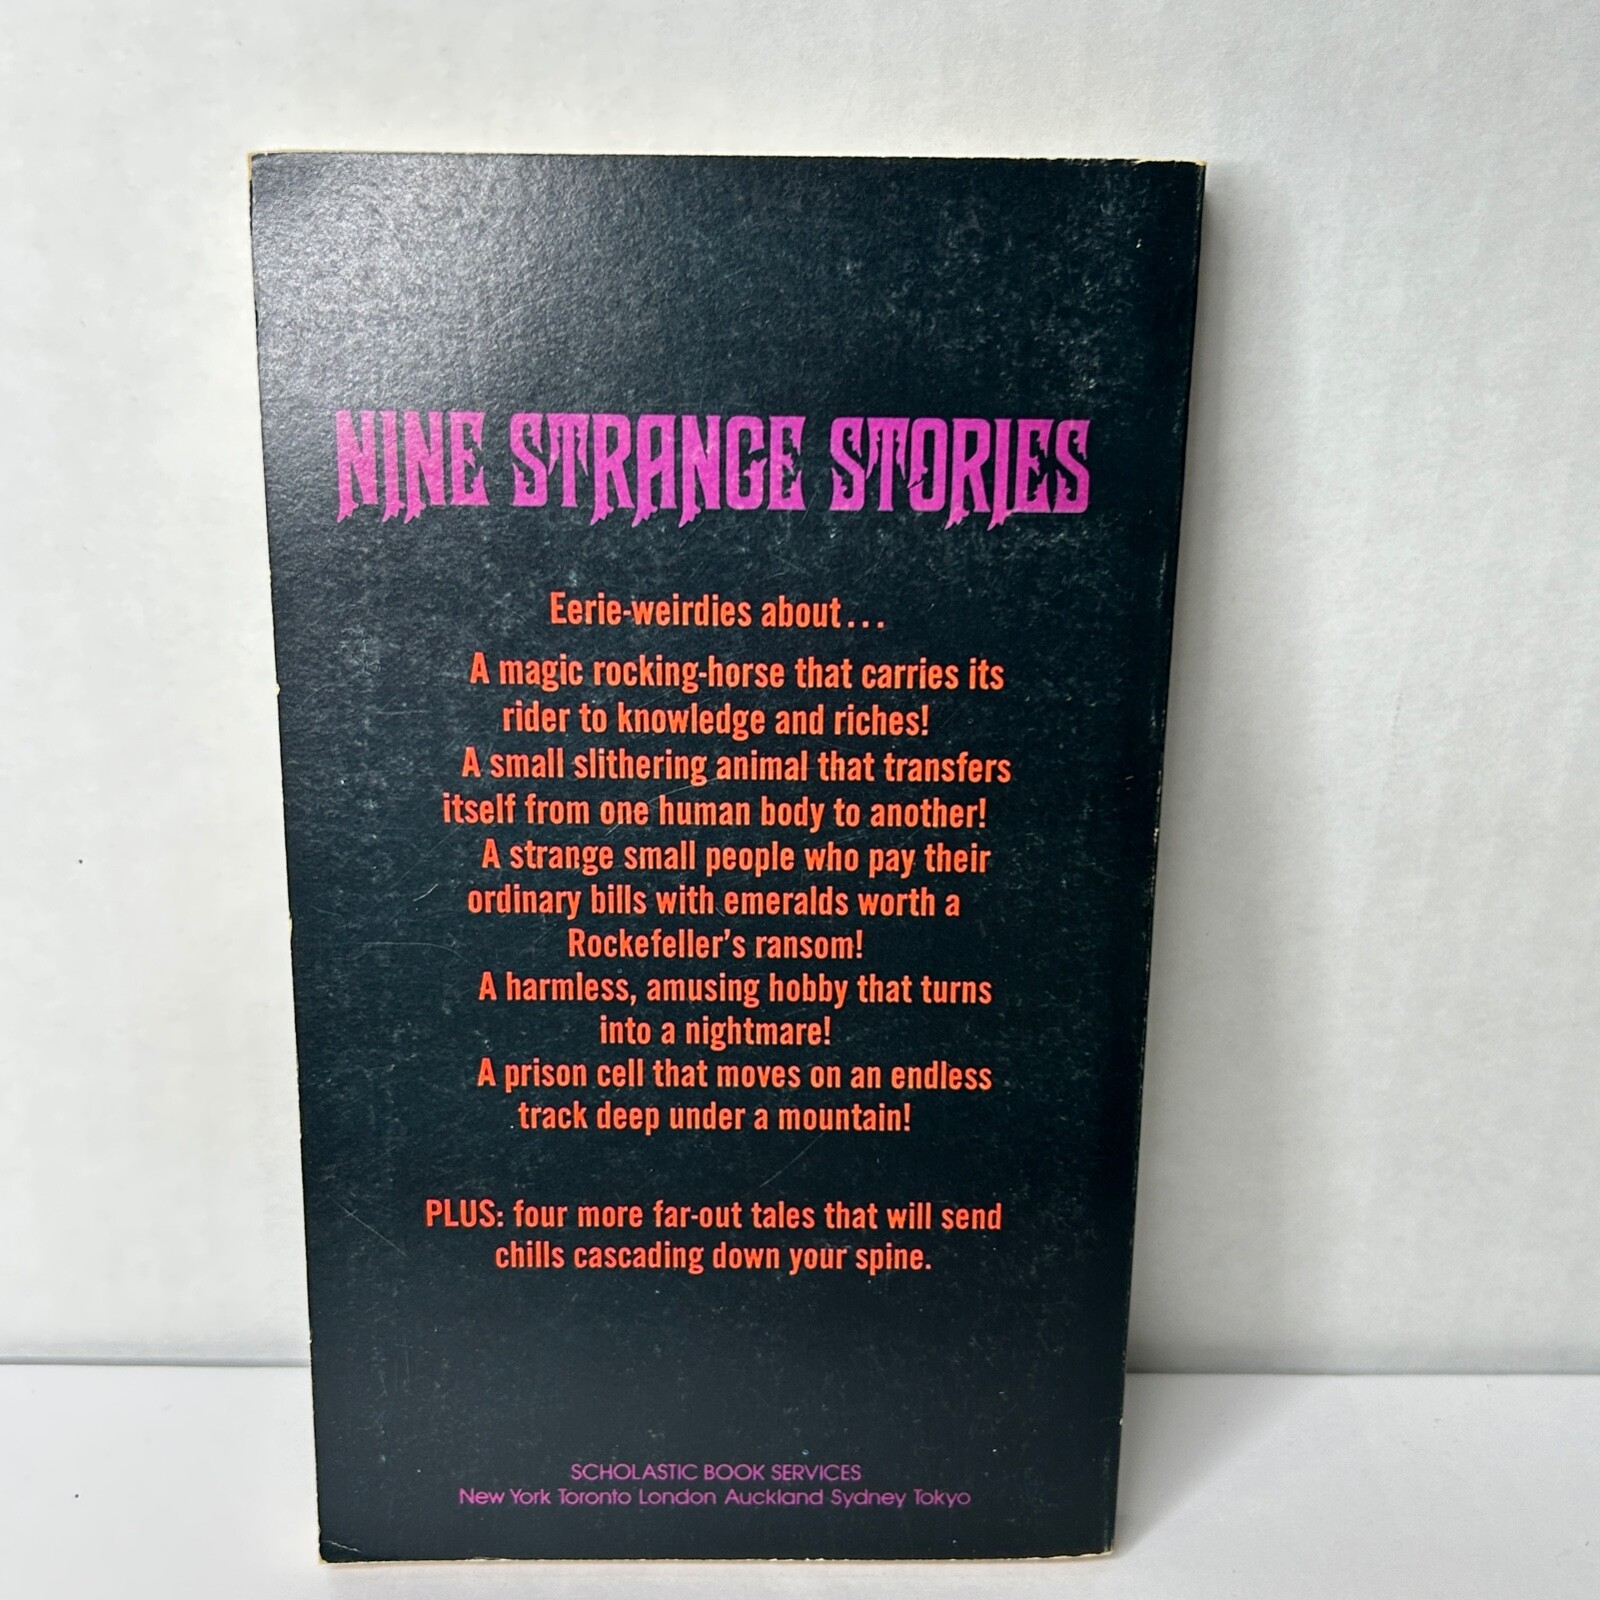 NINE STRANGE STORIES
Eerie-weirdies about...
A magic rocking-horse that carries its
rider to knowledge and riches!
A small slithering animal that transfers
itself from one human body to another!
A strange small people who pay their
ordinary bills with emeralds worth a
Rockefeller's ransom!
A harmless, amusing hobby that turns
into a nightmare!
A prison cell that moves on an endless
track deep under a mountain!
PLUS: four more far-out tales that will send
chills cascading down your spine.
SCHOLASTIC BOOK SERVICES
New York Toronto London Auckland Sydney Tokyo